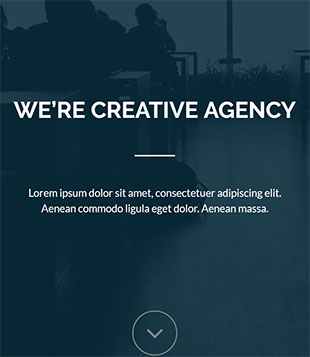 WE'RE CREATIVE AGENCY
Lorem ipsum dolor sit amet, consectetuer adipiscing elit.
Aenean commodo ligula eget dolor. Aenean massa.